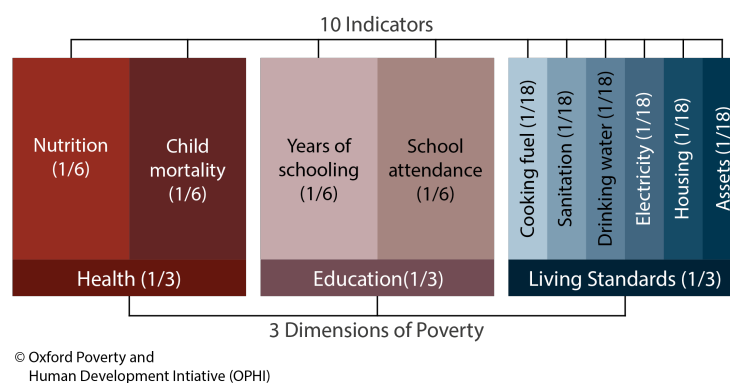 10 Indicators
Nutrition
(1/6)
Child
mortality
(1/6)
Years of
schooling
(1/6)
School
attendance
(1/6)
Cooking fuel (1/18)
Sanitation (1/18)
Drinking water (1/18)
Electricity (1/18)
Housing (1/18)
Assets (1/18)
Health (1/3)
Education(1/3)
Living Standards (1/3)
3 Dimensions of Poverty
© Oxford Poverty and
Human Development Intiative (OPHI)